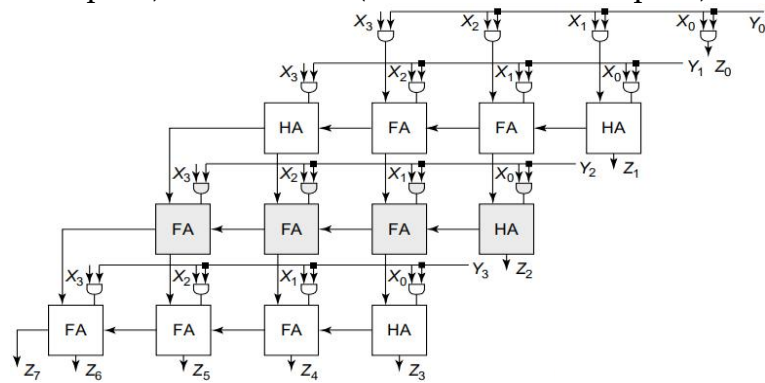 X3 X2 X1 X0 Y0
X3 X2 X1 X0 Y1 Z0
HA FA FA HA
X3 X2 X1 X0 Y2 Z1
FA FA FA HA
X3 X2 X1 X0 Y3 Z2
FA FA FA HA
Z7 Z6 Z5 Z4 Z3